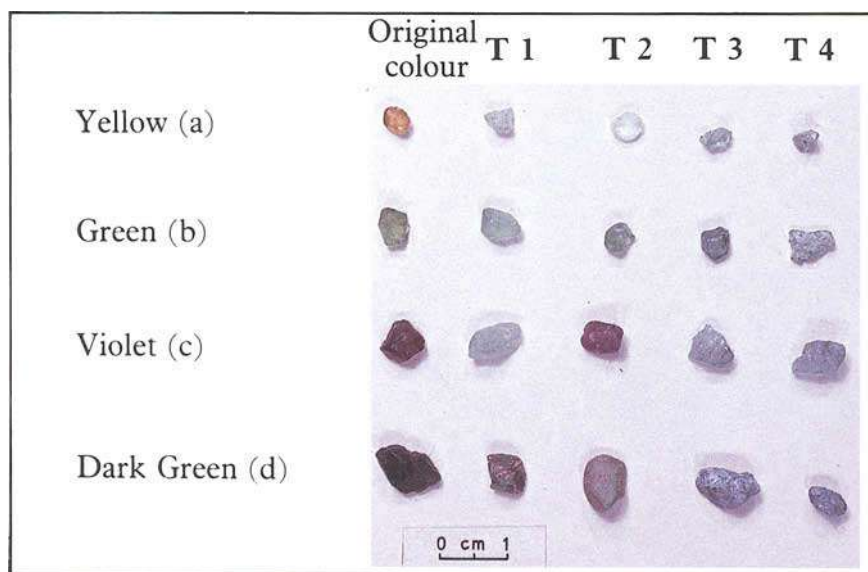 Original
colour T 1 T 2 T 3 T 4
Yellow (a)
Green (b)
Violet (c)
Dark Green (d)
0 cm 1